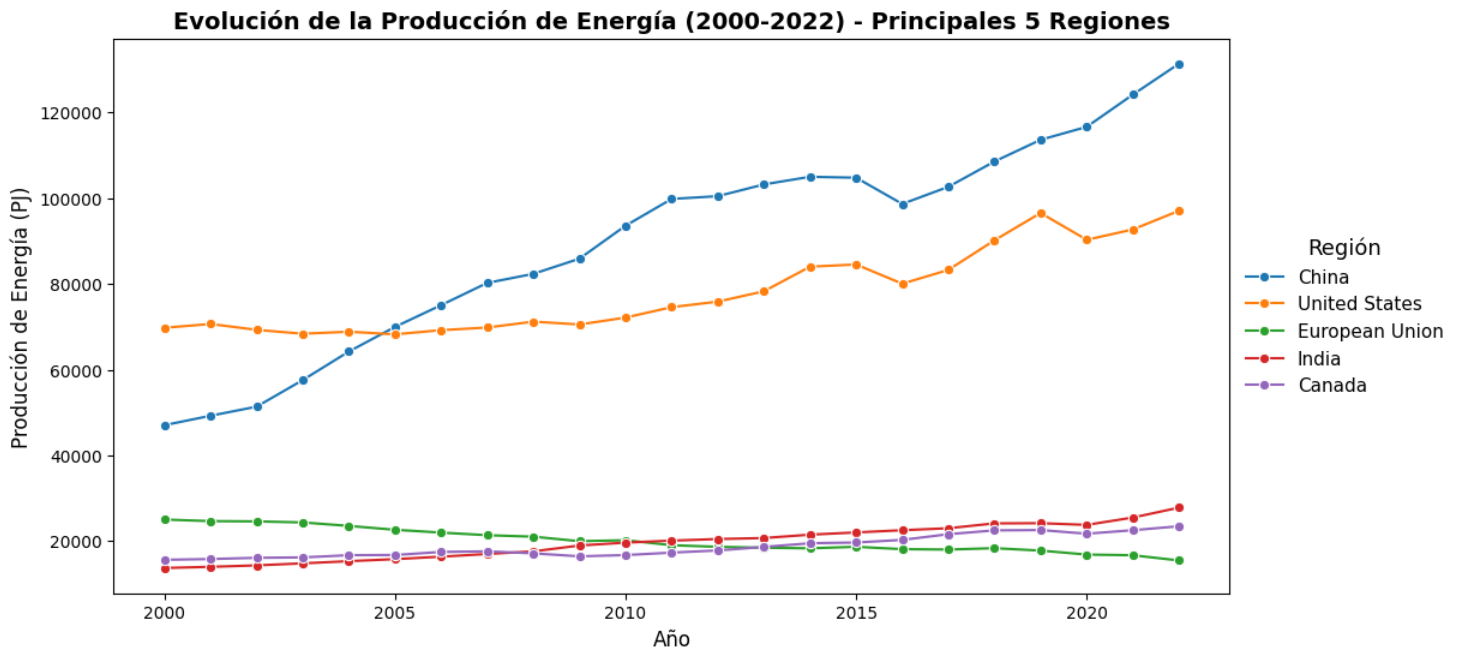 Evolución de la Producción de Energía (2000-2022) - Principales 5 Regiones
Producción de Energía (PJ)
120000
100000
80000
60000
40000
20000
2000
2005
2010
2015
2020
Año
Región
China
United States
European Union
India
Canada